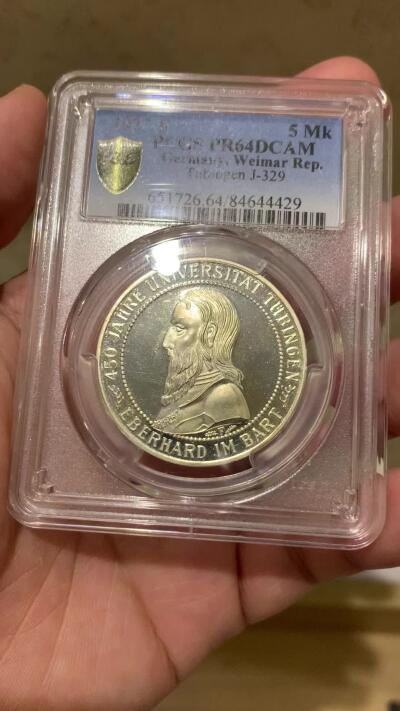 5 Mk
PCGS PR64DCAM
Germany, Weimar Rep.
Tubingen J-329
651726.64/84644429
450 JAHRE UNIVERSITÄT TÜBINGEN
EBERHARD IM BART